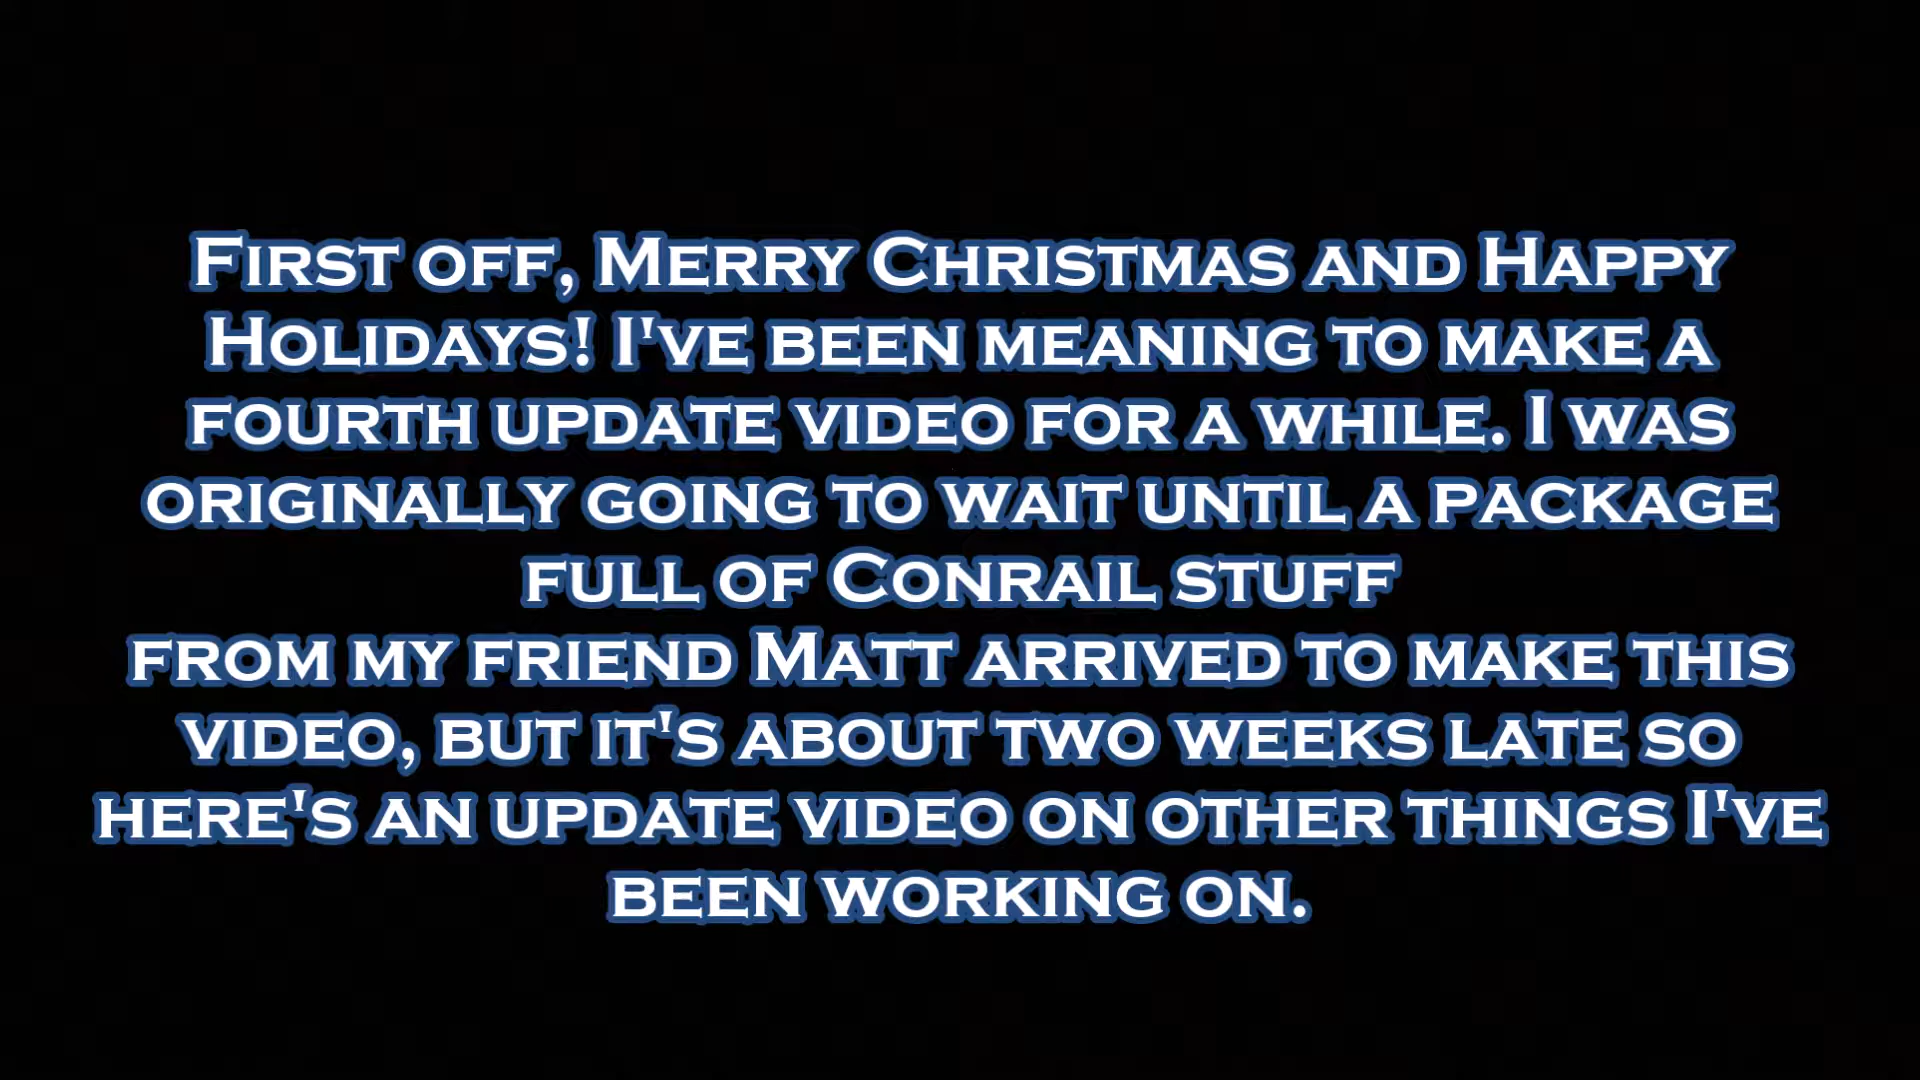 First off, Merry Christmas and Happy
Holidays! I've been meaning to make a
fourth update video for a while. I was
originally going to wait until a package
full of Conrail stuff
from my friend Matt arrived to make this
video, but it's about two weeks late so
here's an update video on other things I've
been working on.